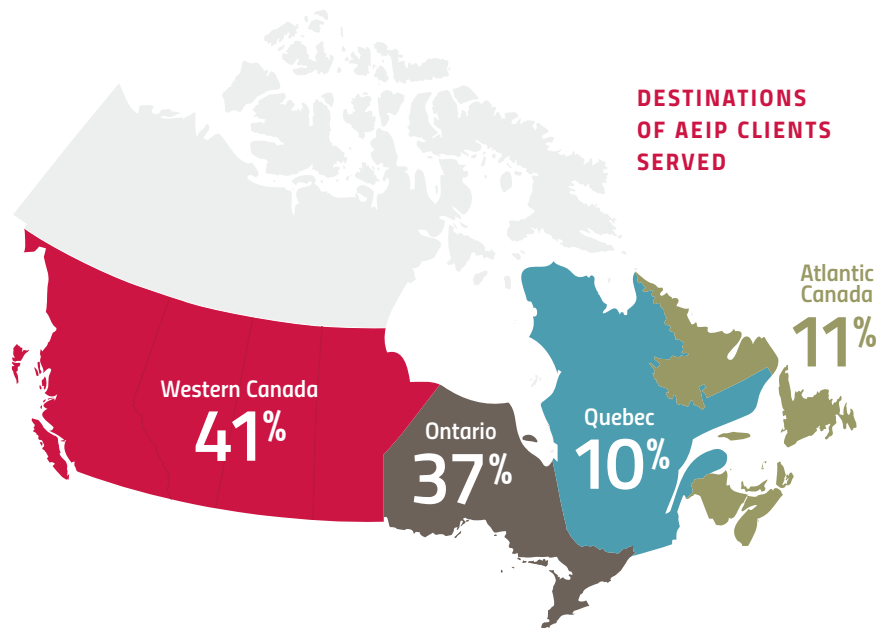 DESTINATIONS
OF AEIP CLIENTS
SERVED
Atlantic
Canada
11%
Western Canada
41%
Ontario
37%
Quebec
10%